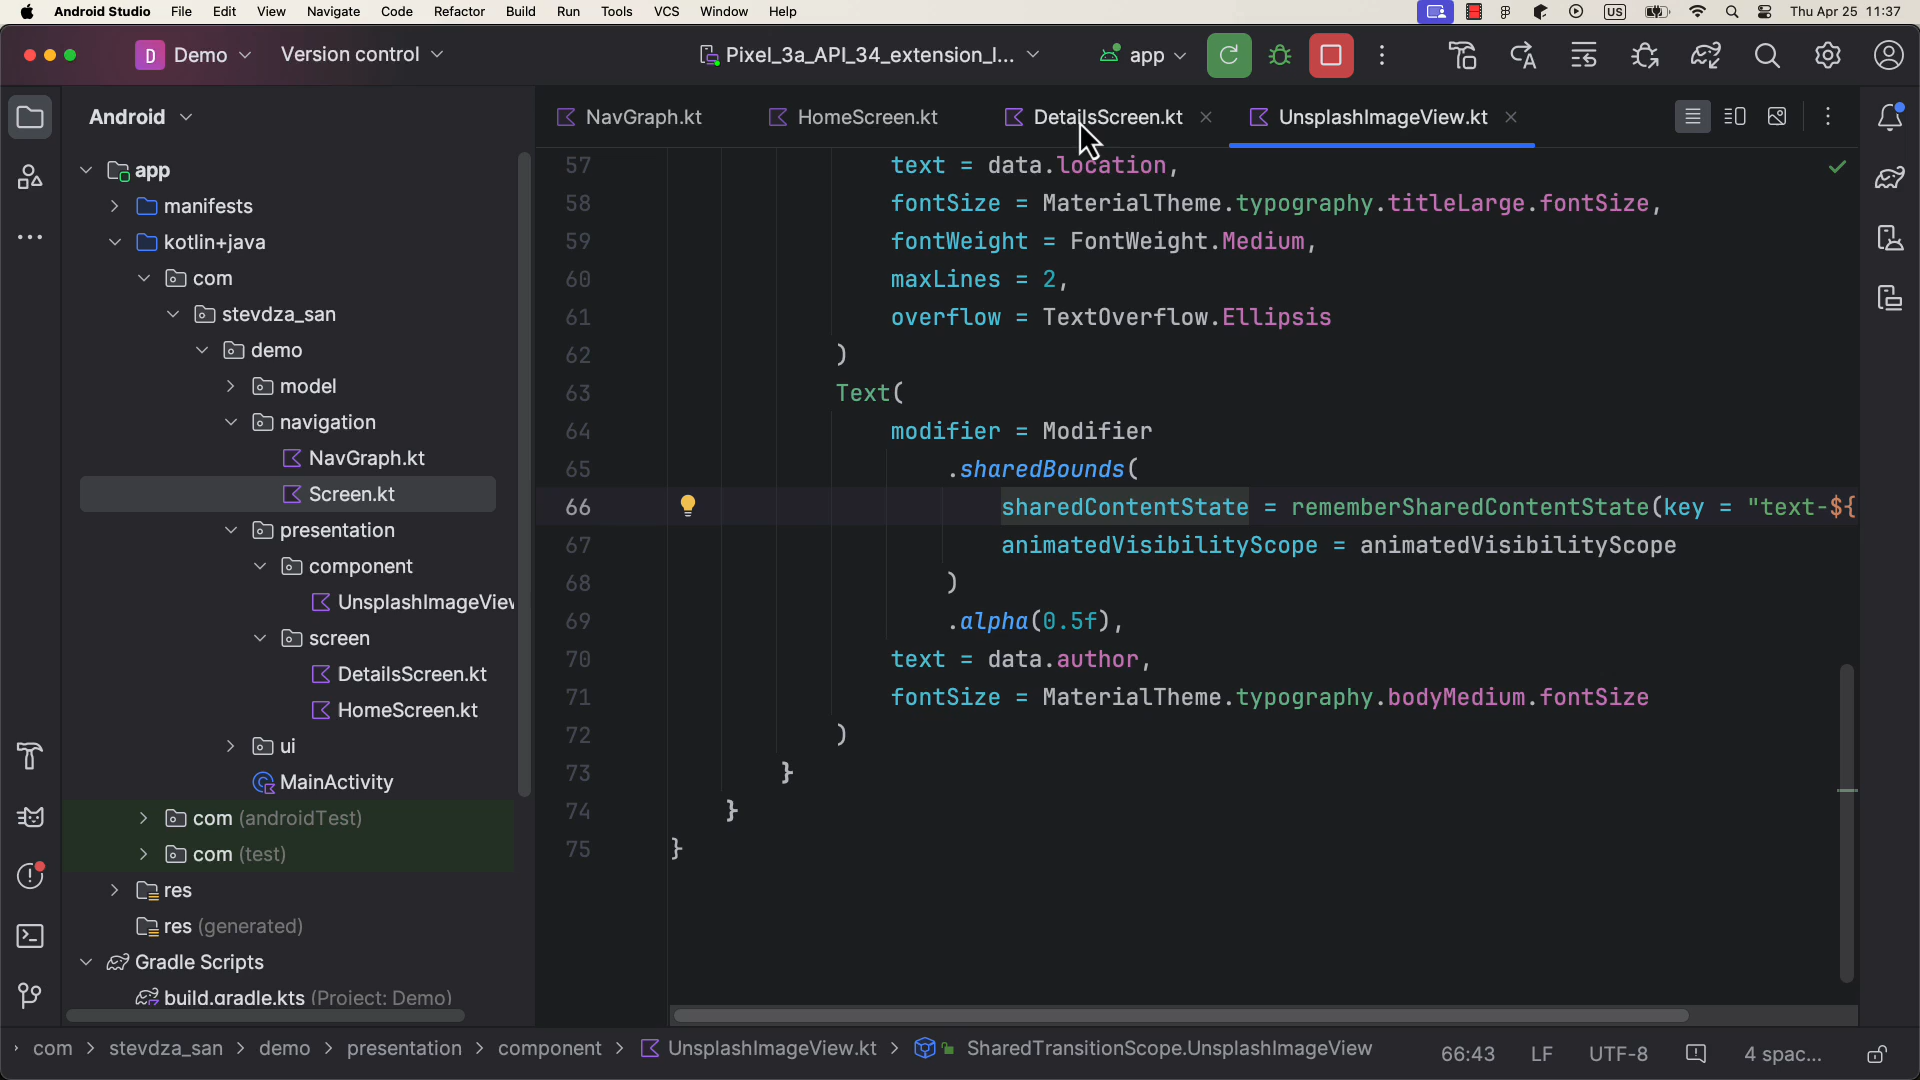 Android Studio File Edit View Navigate Code Refactor Build Run Tools VCS Window Help US Thu Apr 25 11:37
D Demo Version control Pixel_3a_API_34_extension_l... app
Android
NavGraph.kt HomeScreen.kt DetailsScreen.kt UnsplashImageView.kt
app
manifests
kotlin+java
com
stevdza_san
demo
model
navigation
NavGraph.kt
Screen.kt
presentation
component
UnsplashImageView
screen
DetailsScreen.kt
HomeScreen.kt
ui
MainActivity
com (androidTest)
com (test)
res
res (generated)
Gradle Scripts
build.gradle.kts (Project: Demo)
57 text = data.location,
58 fontSize = MaterialTheme.typography.titleLarge.fontSize,
59 fontWeight = FontWeight.Medium,
60 maxLines = 2,
61 overflow = TextOverflow.Ellipsis
62 )
63 Text(
64 modifier = Modifier
65 .sharedBounds(
66 sharedContentState = rememberSharedContentState(key = "text-${
67 animatedVisibilityScope = animatedVisibilityScope
68 )
69 .alpha(0.5f),
70 text = data.author,
71 fontSize = MaterialTheme.typography.bodyMedium.fontSize
72 )
73 }
74 }
75 }
com > stevdza_san > demo > presentation > component > UnsplashImageView.kt > SharedTransitionScope.UnsplashImageView 66:43 LF UTF-8 4 spac...